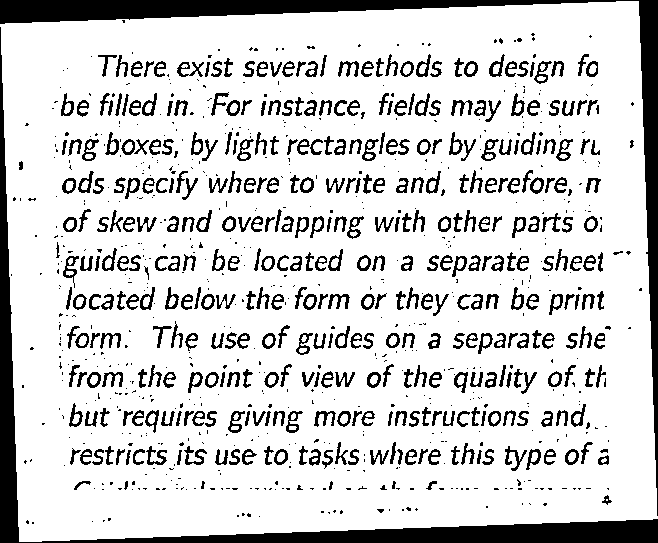 There exist several methods to design fo
be filled in. For instance, fields may be surr
ing boxes, by light rectangles or by guiding ru
ods specify where to write and, therefore, m
of skew and overlapping with other parts o
guides can be located on a separate sheet
located below the form or they can be print
form. The use of guides on a separate she
from the point of view of the quality of th
but requires giving more instructions and,
restricts its use to tasks where this type of a